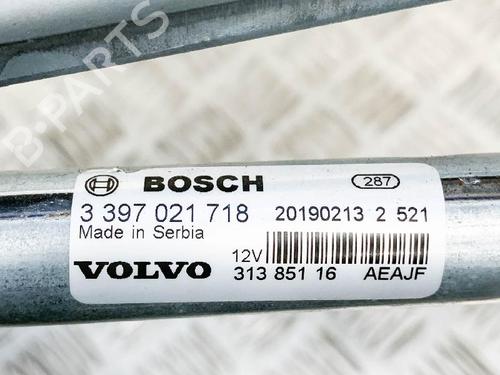 B-PARTS
BOSCH 287
3 397 021 718 20190213 2 521
Made in Serbia 12V
VOLVO 313 851 16 AEAJF